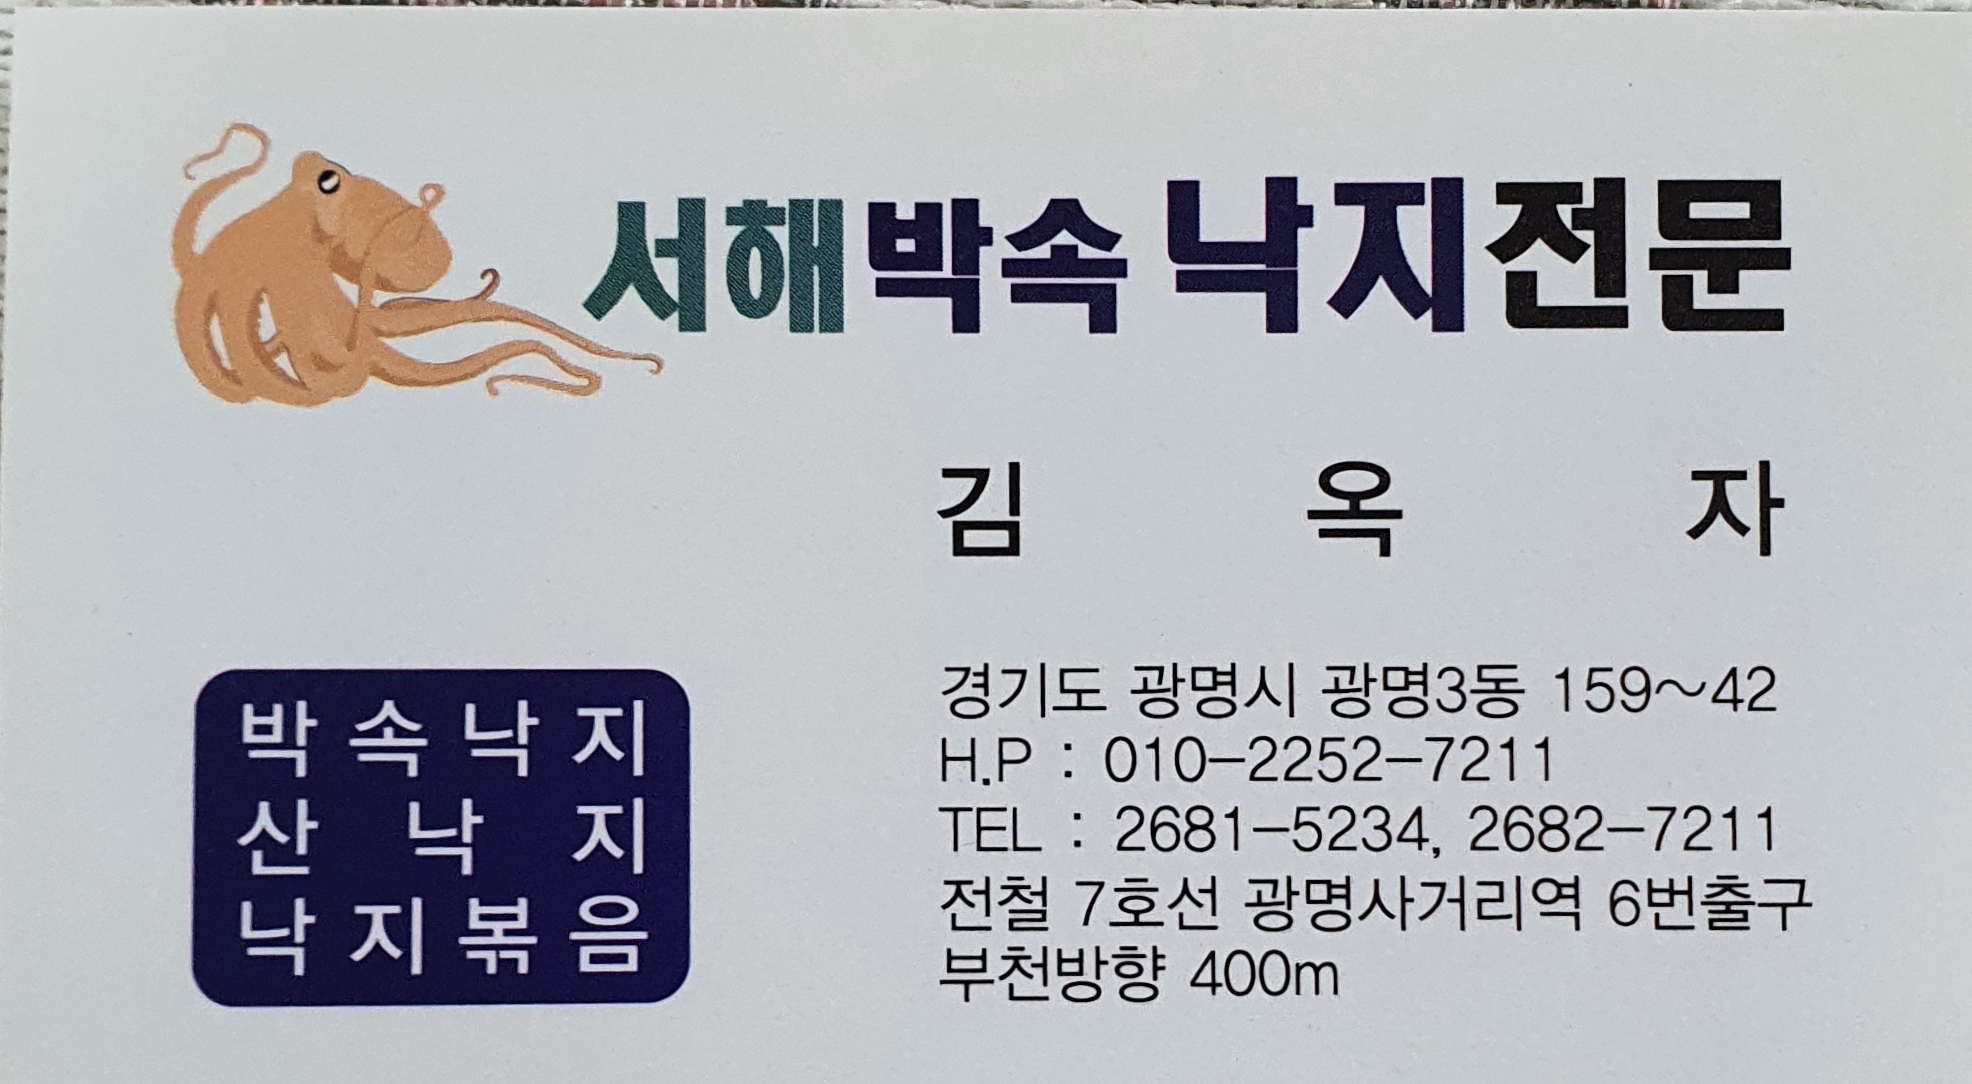 서해박속낙지전문
김 옥 자
박속낙지
산 낙 지
낙지볶음
경기도 광명시 광명3동 159~42
H.P : 010-2252-7211
TEL : 2681-5234, 2682-7211
전철 7호선 광명사거리역 6번출구
부천방향 400m